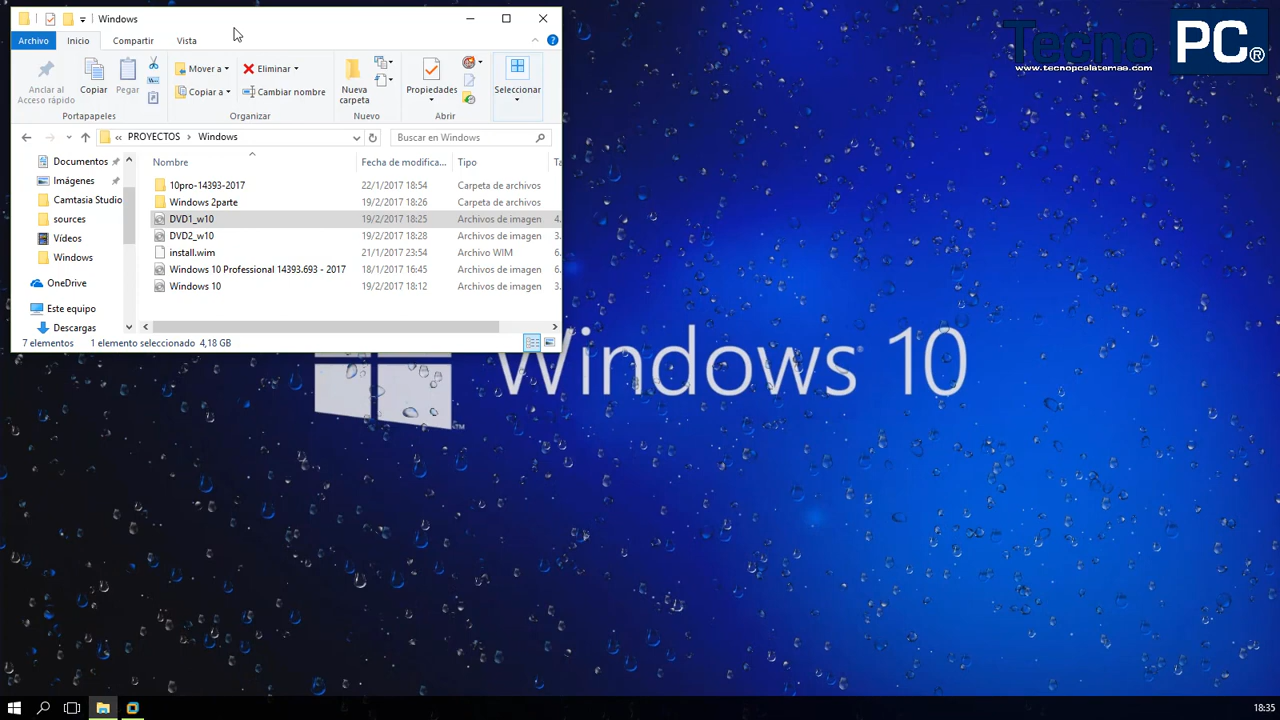 Windows
Archivo Inicio Compartir Vista
Anclar al Acceso rápido
Copiar
Pegar
Mover a
Copiar a
Eliminar
Cambiar nombre
Nueva carpeta
Propiedades
Seleccionar
Portapapeles Organizar Nuevo Abrir
PROYECTOS > Windows
Buscar en Windows
Documentos
Imágenes
Camtasia Studio
sources
Vídeos
Windows
OneDrive
Este equipo
Descargas
Nombre Fecha de modifica... Tipo
10pro-14393-2017 22/1/2017 18:54 Carpeta de archivos
Windows 2parte 19/2/2017 18:26 Carpeta de archivos
DVD1_w10 19/2/2017 18:25 Archivos de imagen 4.
DVD2_w10 19/2/2017 18:28 Archivos de imagen 3.
install.wim 21/1/2017 23:54 Archivo WIM 6.
Windows 10 Professional 14393.693 - 2017 18/1/2017 16:45 Archivos de imagen 6.
Windows 10 19/2/2017 18:12 Archivos de imagen 3.
7 elementos 1 elemento seleccionado 4,18 GB
Tecno PC®
www.tecnopcalatemas.com
Windows 10
TM
18:35